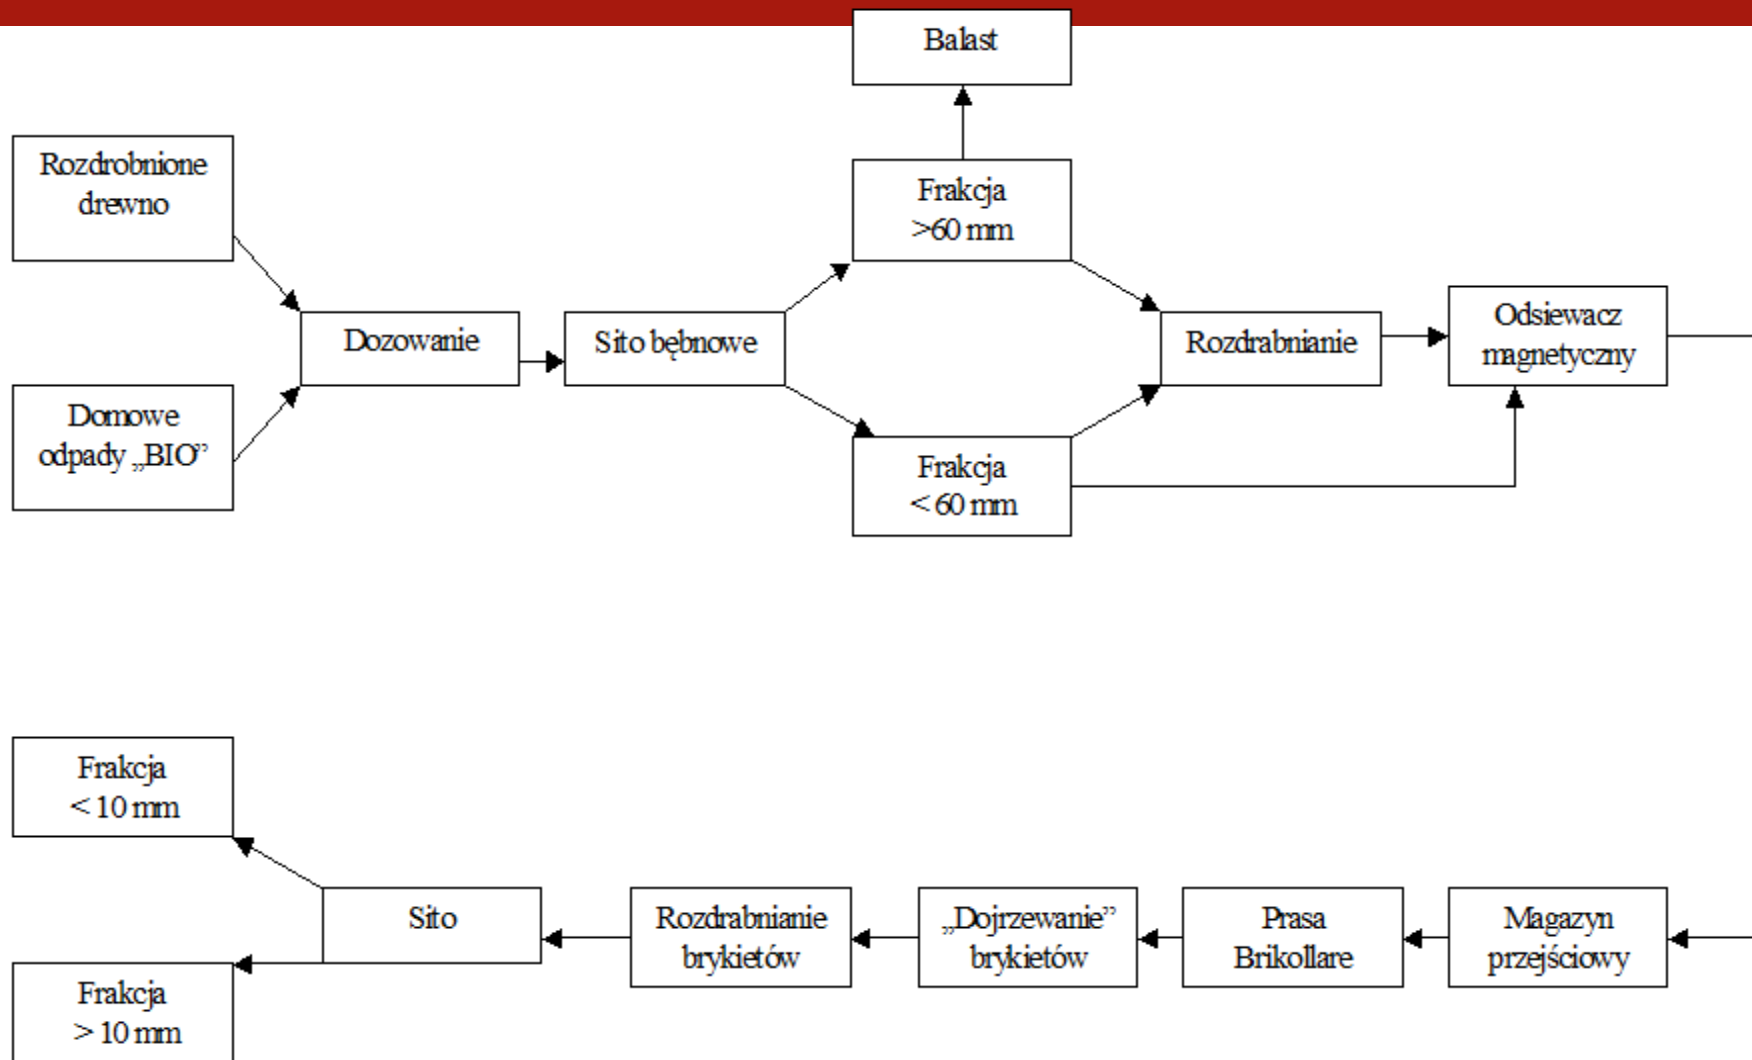 Balast
Rozdrobnione
drewno
Frakcja
>60 mm
Dozowanie
Sito bębnowe
Rozdrabnianie
Odsiewacz
magnetyczny
Domowe
odpady „BIO”
Frakcja
< 60 mm
Frakcja
< 10 mm
Sito
Rozdrabnianie
brykietów
„Dojrzewanie”
brykietów
Prasa
Brikollare
Magazyn
przejściowy
Frakcja
> 10 mm